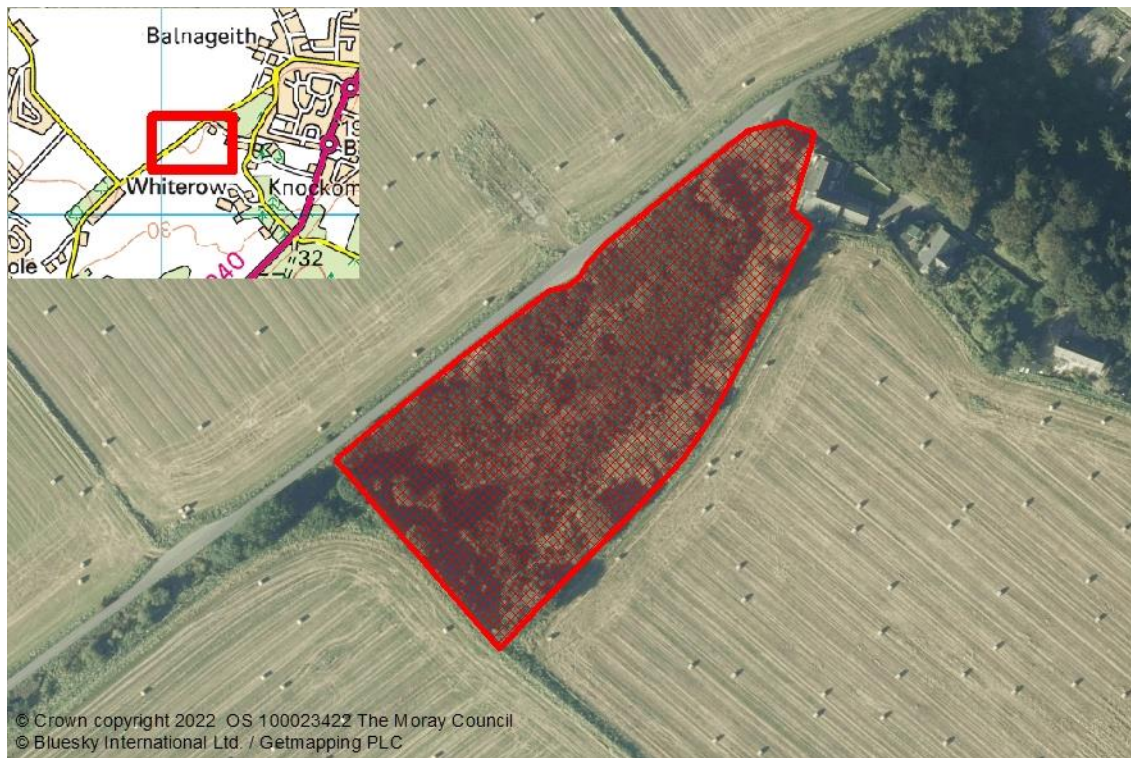 Balnageith
Whiterow
Knockom
ole
30
32
© Crown copyright 2022 OS 100023422 The Moray Council
© Bluesky International Ltd. / Getmapping PLC